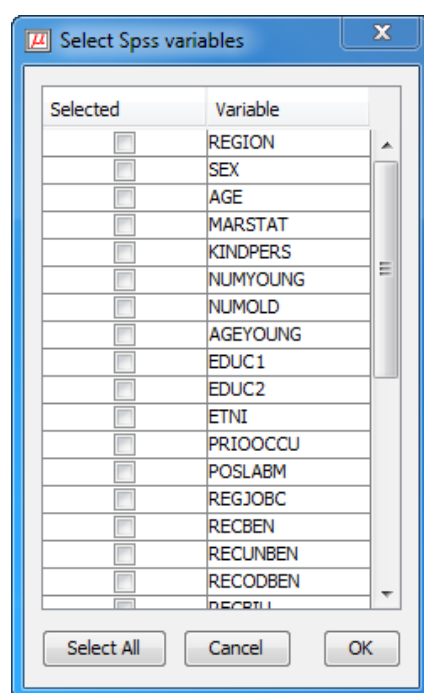 μ Select Spss variables x
Selected Variable
REGION
SEX
AGE
MARSTAT
KINDPERS
NUMYOUNG
NUMOLD
AGEYOUNG
EDUC1
EDUC2
ETNI
PRIOOCCU
POSLABM
REGJOBC
RECBEN
RECUNBEN
RECODBEN
Select All Cancel OK